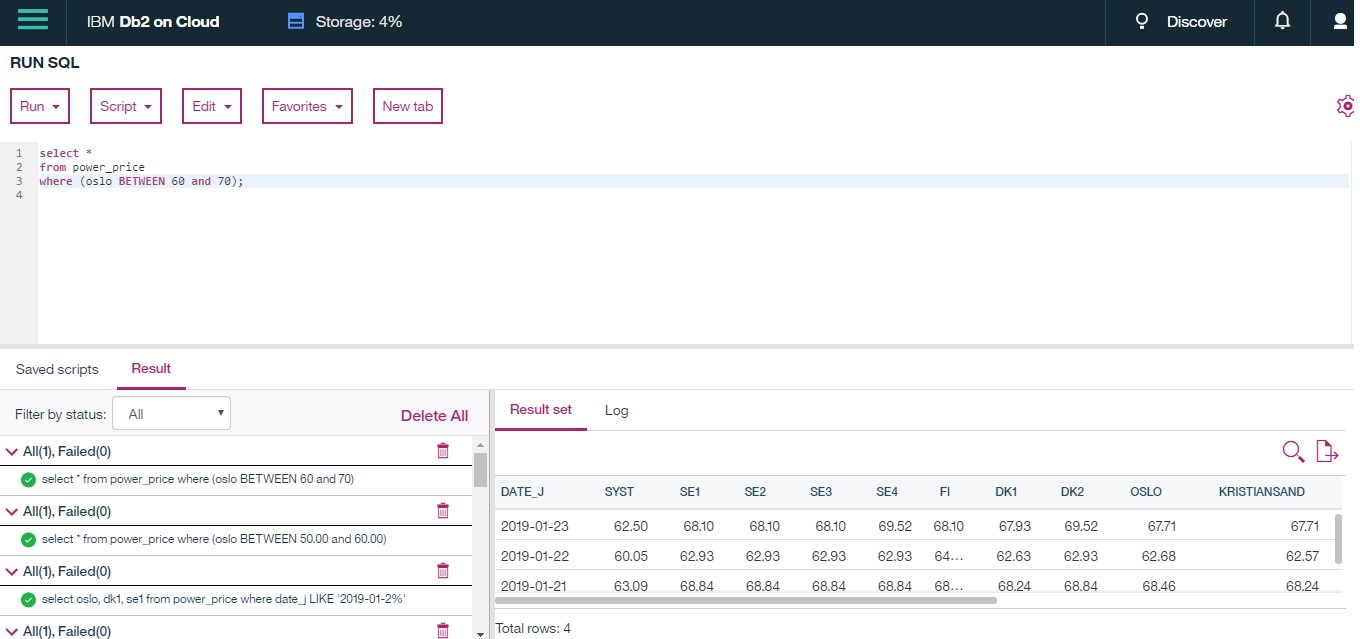 IBM Db2 on Cloud Storage: 4% Discover
RUN SQL
Run Script Edit Favorites New tab
1 select *
2 from power_price
3 where (oslo BETWEEN 60 and 70);
4
Saved scripts Result
Filter by status: All Delete All
All(1), Failed(0)
select * from power_price where (oslo BETWEEN 60 and 70)
All(1), Failed(0)
select * from power_price where (oslo BETWEEN 50.00 and 60.00)
All(1), Failed(0)
select oslo, dk1, se1 from power_price where date_j LIKE '2019-01-2%'
All(1), Failed(0)
Result set Log
DATE_J SYST SE1 SE2 SE3 SE4 FI DK1 DK2 OSLO KRISTIANSAND
2019-01-23 62.50 68.10 68.10 68.10 69.52 68.10 67.93 69.52 67.71 67.71
2019-01-22 60.05 62.93 62.93 62.93 62.93 64... 62.63 62.93 62.68 62.57
2019-01-21 63.09 68.84 68.84 68.84 68.84 68... 68.24 68.84 68.46 68.24
Total rows: 4